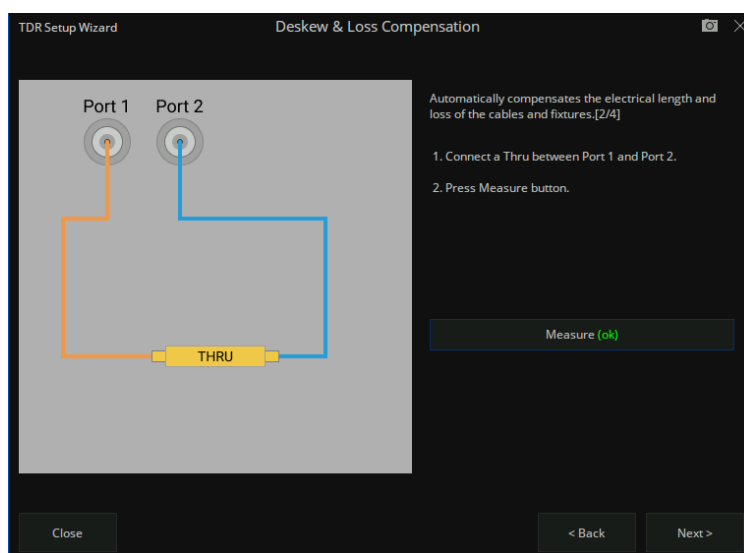 TDR Setup Wizard
Deskew & Loss Compensation
Port 1
Port 2
THRU
Automatically compensates the electrical length and
loss of the cables and fixtures.[2/4]
1. Connect a Thru between Port 1 and Port 2.
2. Press Measure button.
Measure (ok)
Close
< Back
Next >